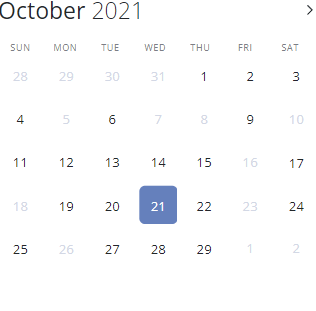 October 2021
SUN MON TUE WED THU FRI SAT
28 29 30 31 1 2 3
4 5 6 7 8 9 10
11 12 13 14 15 16 17
18 19 20 21 22 23 24
25 26 27 28 29 1 2